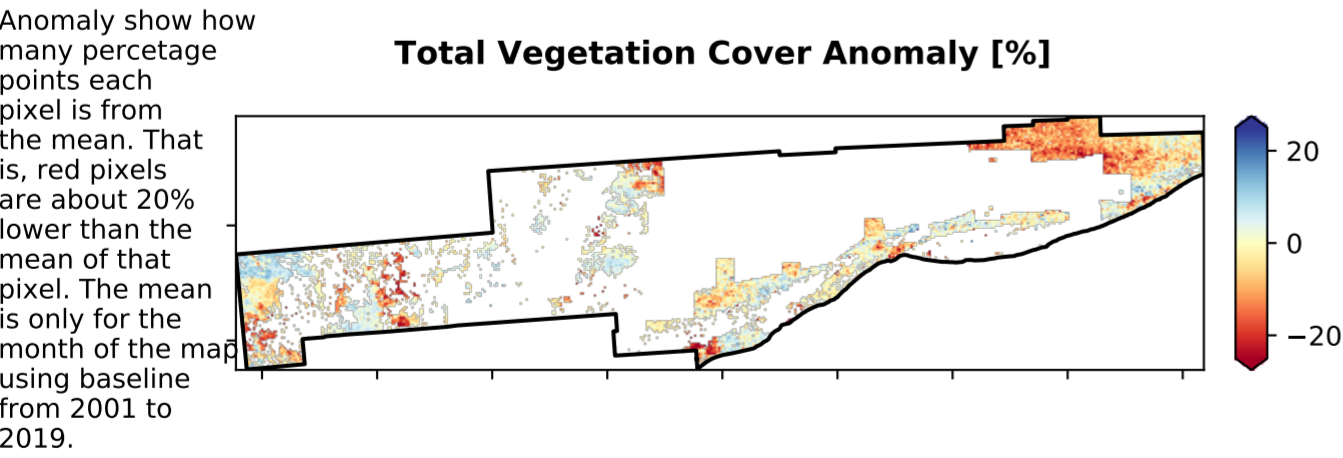 Anomaly show how
many percetage
points each
pixel is from
the mean. That
is, red pixels
are about 20%
lower than the
mean of that
pixel. The mean
is only for the
month of the map
using baseline
from 2001 to
2019.
Total Vegetation Cover Anomaly [%]
20
0
−20